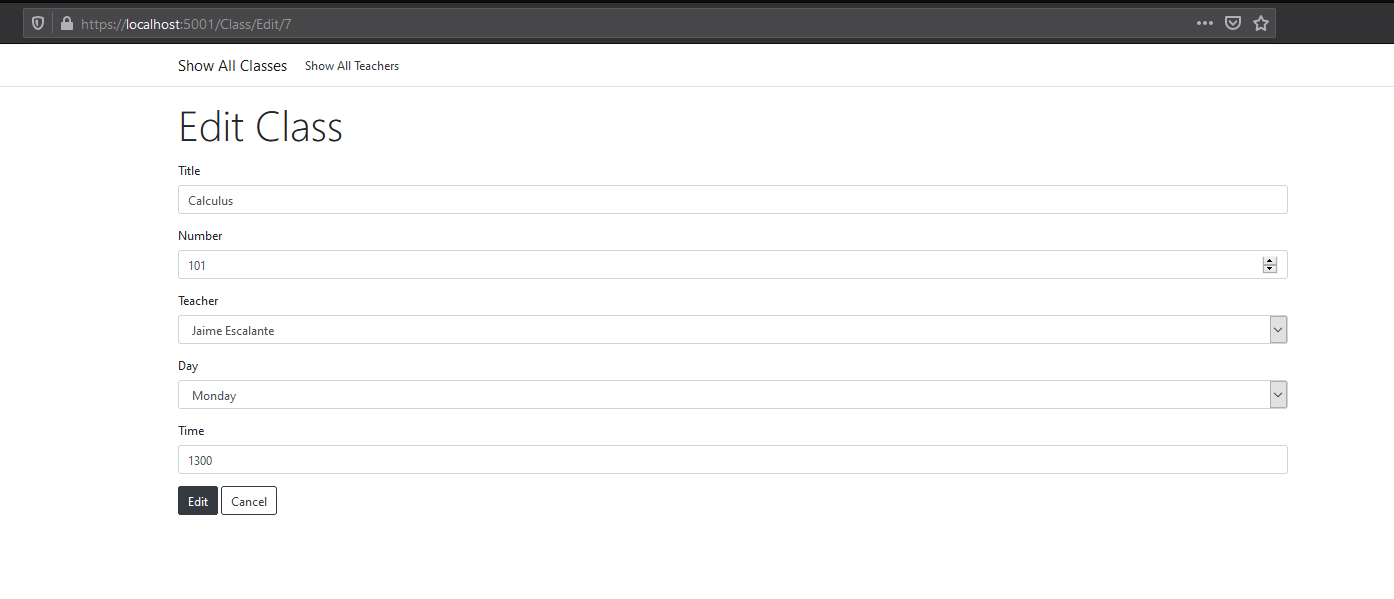 https://localhost:5001/Class/Edit/7
Show All Classes Show All Teachers
Edit Class
Title
Calculus
Number
101
Teacher
Jaime Escalante
Day
Monday
Time
1300
Edit Cancel